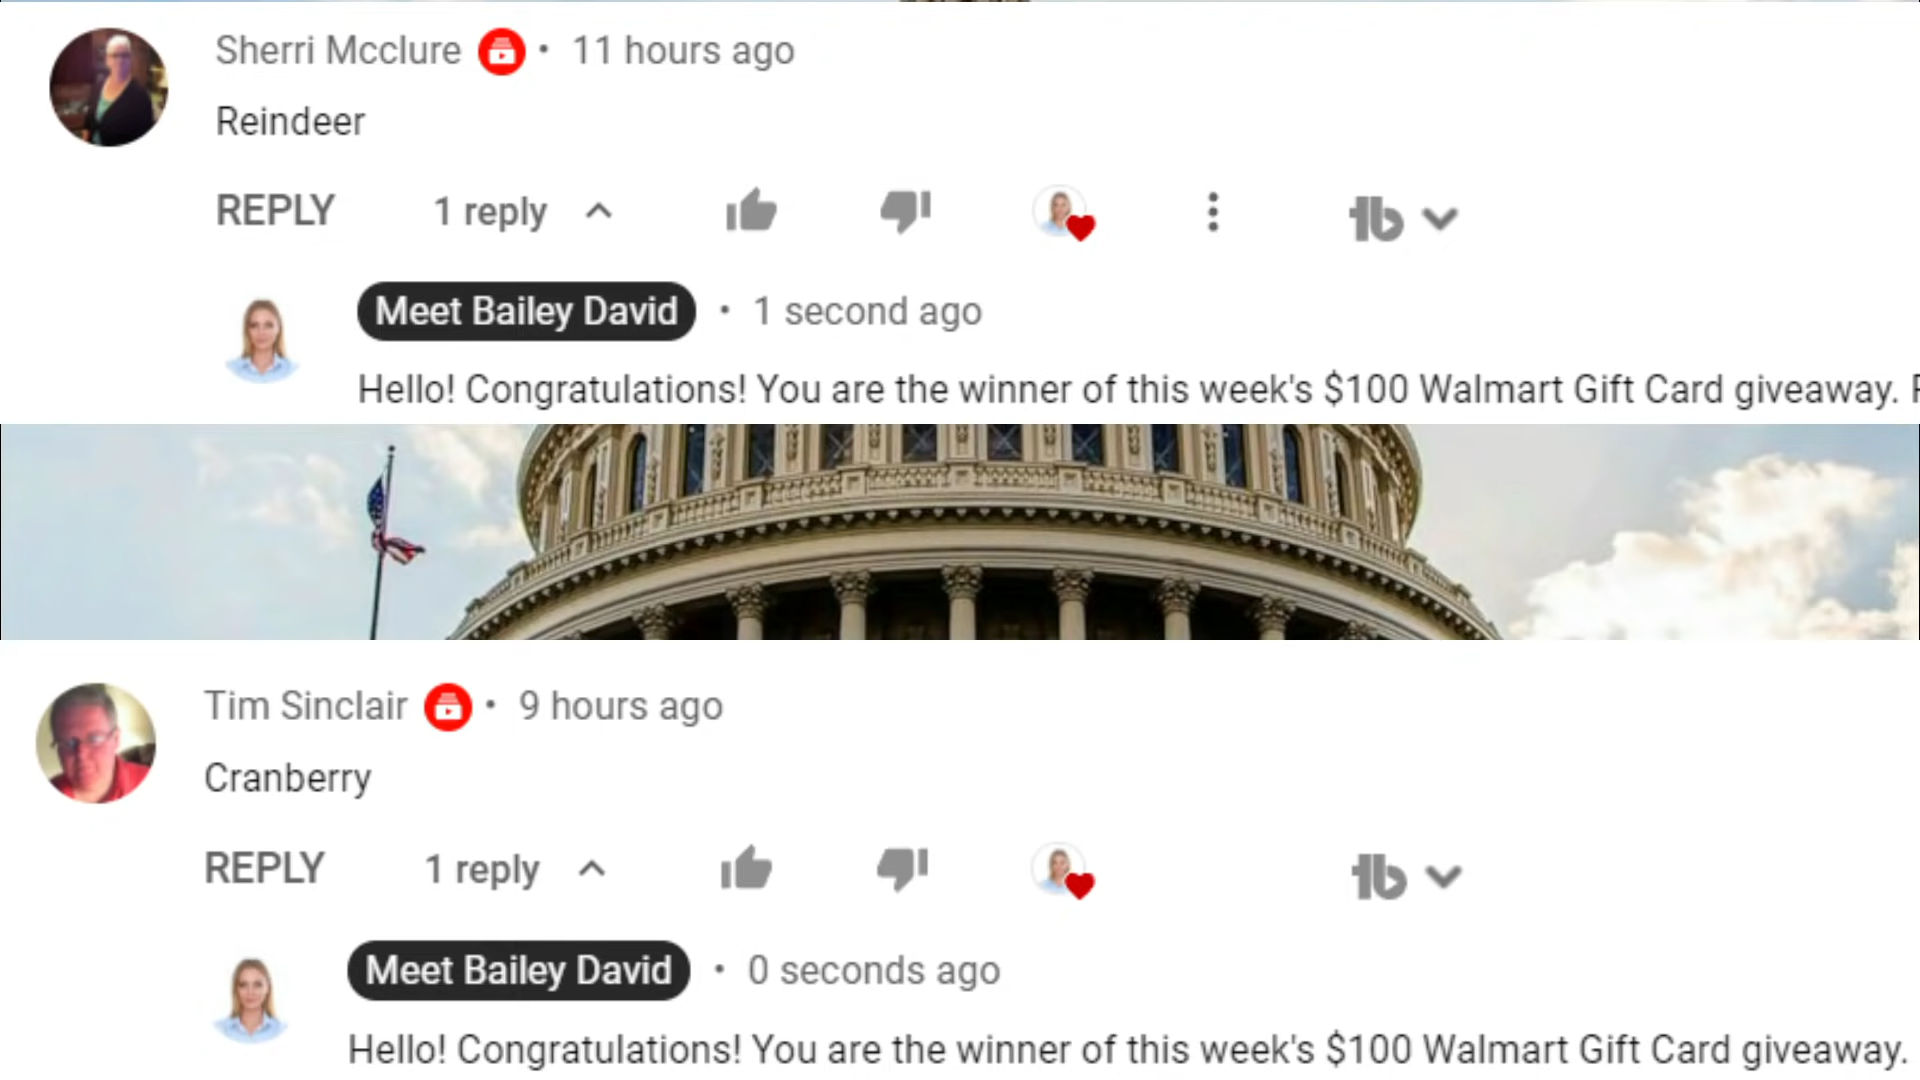 Sherri Mcclure • 11 hours ago
Reindeer
REPLY 1 reply
Meet Bailey David • 1 second ago
Hello! Congratulations! You are the winner of this week's $100 Walmart Gift Card giveaway.
Tim Sinclair • 9 hours ago
Cranberry
REPLY 1 reply
Meet Bailey David • 0 seconds ago
Hello! Congratulations! You are the winner of this week's $100 Walmart Gift Card giveaway.